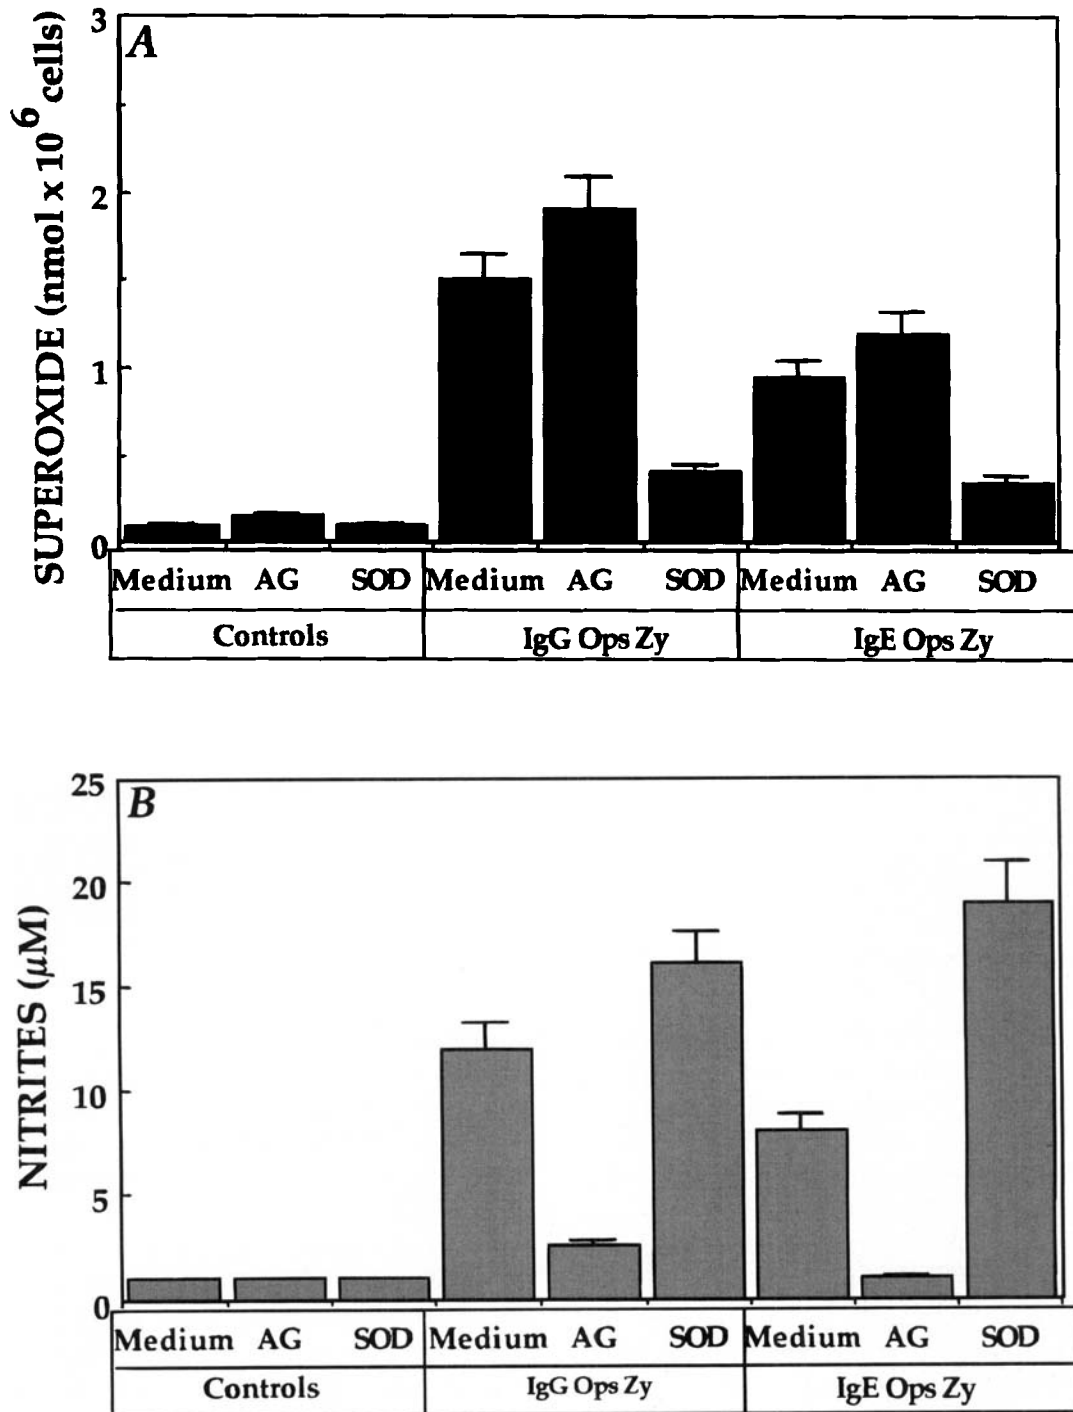 A
SUPEROXIDE (nmol x 10^6 cells)
3
2
1
0
Medium AG SOD Medium AG SOD Medium AG SOD
Controls IgG Ops Zy IgE Ops Zy
B
NITRITES (μM)
25
20
15
10
5
0
Medium AG SOD Medium AG SOD Medium AG SOD
Controls IgG Ops Zy IgE Ops Zy